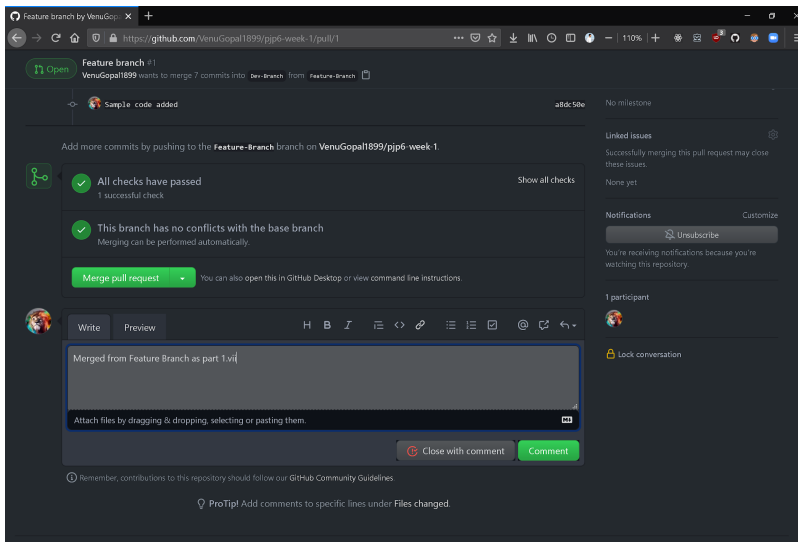 Feature branch by VenuGop
https://github.com/VenuGopal1899/pjp6-week-1/pull/1
110%
3
Open
Feature branch #1
VenuGopal1899 wants to merge 7 commits into Dev-Branch from Feature-Branch
Sample code added
a8dc50e
No milestone
Add more commits by pushing to the Feature-Branch branch on VenuGopal1899/pjp6-week-1.
Linked issues
Successfully merging this pull request may close
these issues.
None yet
All checks have passed
1 successful check
Show all checks
This branch has no conflicts with the base branch
Merging can be performed automatically.
Notifications
Customize
Unsubscribe
You're receiving notifications because you're
watching this repository.
Merge pull request
You can also open this in GitHub Desktop or view command line instructions.
1 participant
Write
Preview
H B I
Lock conversation
Merged from Feature Branch as part 1.vii
Attach files by dragging & dropping, selecting or pasting them.
Close with comment
Comment
Remember, contributions to this repository should follow our GitHub Community Guidelines.
ProTip! Add comments to specific lines under Files changed.